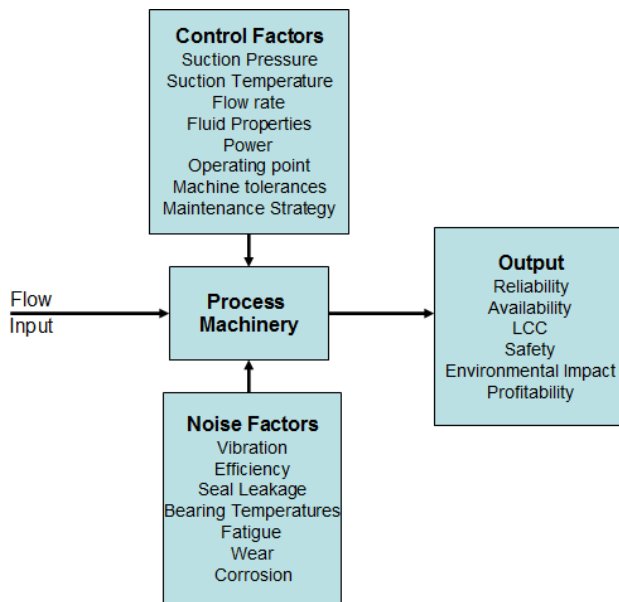 Control Factors
Suction Pressure
Suction Temperature
Flow rate
Fluid Properties
Power
Operating point
Machine tolerances
Maintenance Strategy
Flow
Input
Process
Machinery
Output
Reliability
Availability
LCC
Safety
Environmental Impact
Profitability
Noise Factors
Vibration
Efficiency
Seal Leakage
Bearing Temperatures
Fatigue
Wear
Corrosion